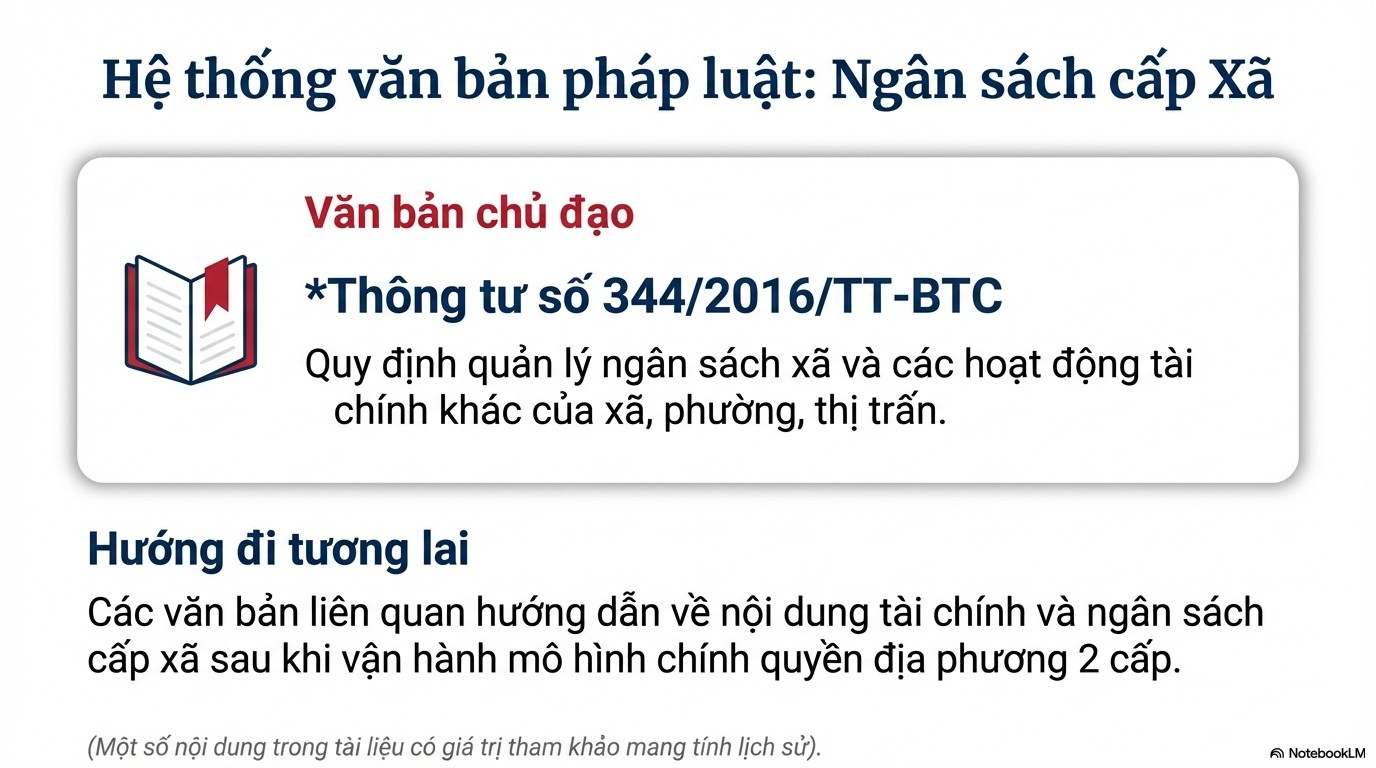 Hệ thống văn bản pháp luật: Ngân sách cấp Xã
Văn bản chủ đạo
*Thông tư số 344/2016/TT-BTC
Quy định quản lý ngân sách xã và các hoạt động tài
chính khác của xã, phường, thị trấn.
Hướng đi tương lai
Các văn bản liên quan hướng dẫn về nội dung tài chính và ngân sách
cấp xã sau khi vận hành mô hình chính quyền địa phương 2 cấp.
(Một số nội dung trong tài liệu có giá trị tham khảo mang tính lịch sử).
NotebookLM